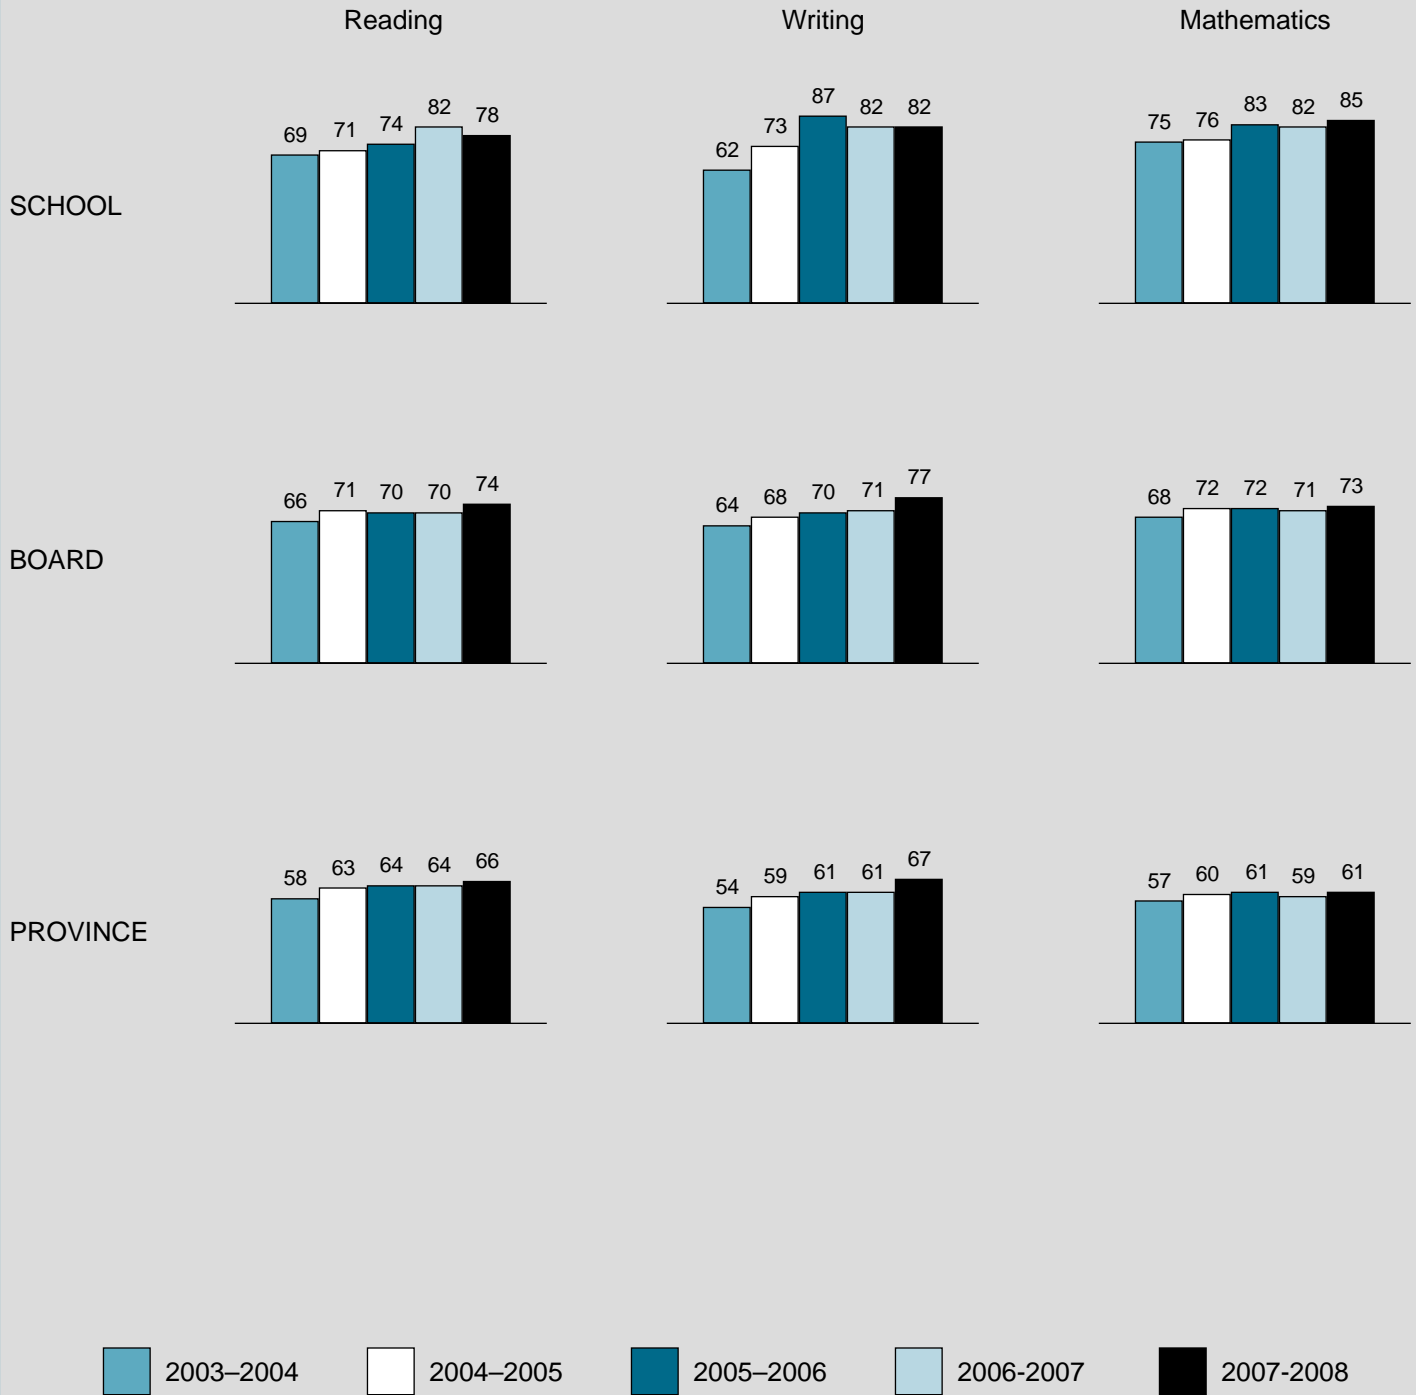 Reading Writing Mathematics
69 71 74 82 78 62 73 87 82 82 75 76 83 82 85
SCHOOL
66 71 70 70 74 64 68 70 71 77 68 72 72 71 73
BOARD
58 63 64 64 66 54 59 61 61 67 57 60 61 59 61
PROVINCE
2003–2004 2004–2005 2005–2006 2006-2007 2007-2008